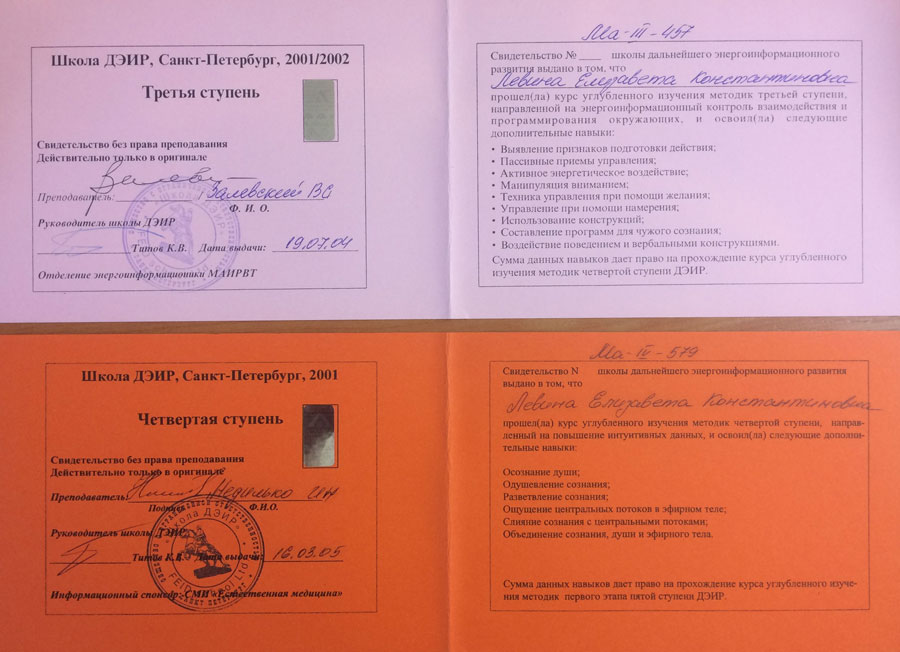 Школа ДЭИР, Санкт-Петербург, 2001/2002
Третья ступень
Свидетельство без права преподавания
Действительно только в оригинале
Преподаватель: Залевский ВС
Ф. И. О.
Руководитель школы ДЭИР
Титов К.В. Дата выдачи: 19.07.04
Отделение энергоинформационики МАИРВТ
Ма-III-457
Свидетельство № школы дальнейшего энергоинформационного
развития выдано в том, что
Левина Елизавета Константиновна
прошел(ла) курс углубленного изучения методик третьей ступени,
направленной на энергоинформационный контроль взаимодействия и
программирования окружающих, и освоил(ла) следующие
дополнительные навыки:
• Выявление признаков подготовки действия;
• Пассивные приемы управления;
• Активное энергетическое воздействие;
• Манипуляция вниманием;
• Техника управления при помощи желания;
• Управление при помощи намерения;
• Использование конструкций;
• Составление программ для чужого сознания;
• Воздействие поведением и вербальными конструкциями.
Сумма данных навыков дает право на прохождение курса углубленного
изучения методик четвертой ступени ДЭИР.
Школа ДЭИР, Санкт-Петербург, 2001
Четвертая ступень
Свидетельство без права преподавания
Действительно только в оригинале
Преподаватель: Неделько
Подпись Ф.И.О.
Руководитель школы ДЭИР
Титов К.В. Дата выдачи: 16.03.05
Информационный спонсор: СМИ «Естественная медицина»
Школа ДЭИР
Ма-IV-579
Свидетельство N школы дальнейшего энергоинформационного развития
выдано в том, что
Левина Елизавета Константиновна
прошел(ла) курс углубленного изучения методик четвертой ступени, направ-
ленный на повышение интуитивных данных, и освоил(ла) следующие дополни-
тельные навыки:
Осознание души;
Одушевление сознания;
Разветвление сознания;
Ощущение центральных потоков в эфирном теле;
Слияние сознания с центральными потоками;
Объединение сознания, души и эфирного тела.
Сумма данных навыков дает право на прохождение курса углубленного изуче-
ния методик первого этапа пятой ступени ДЭИР.